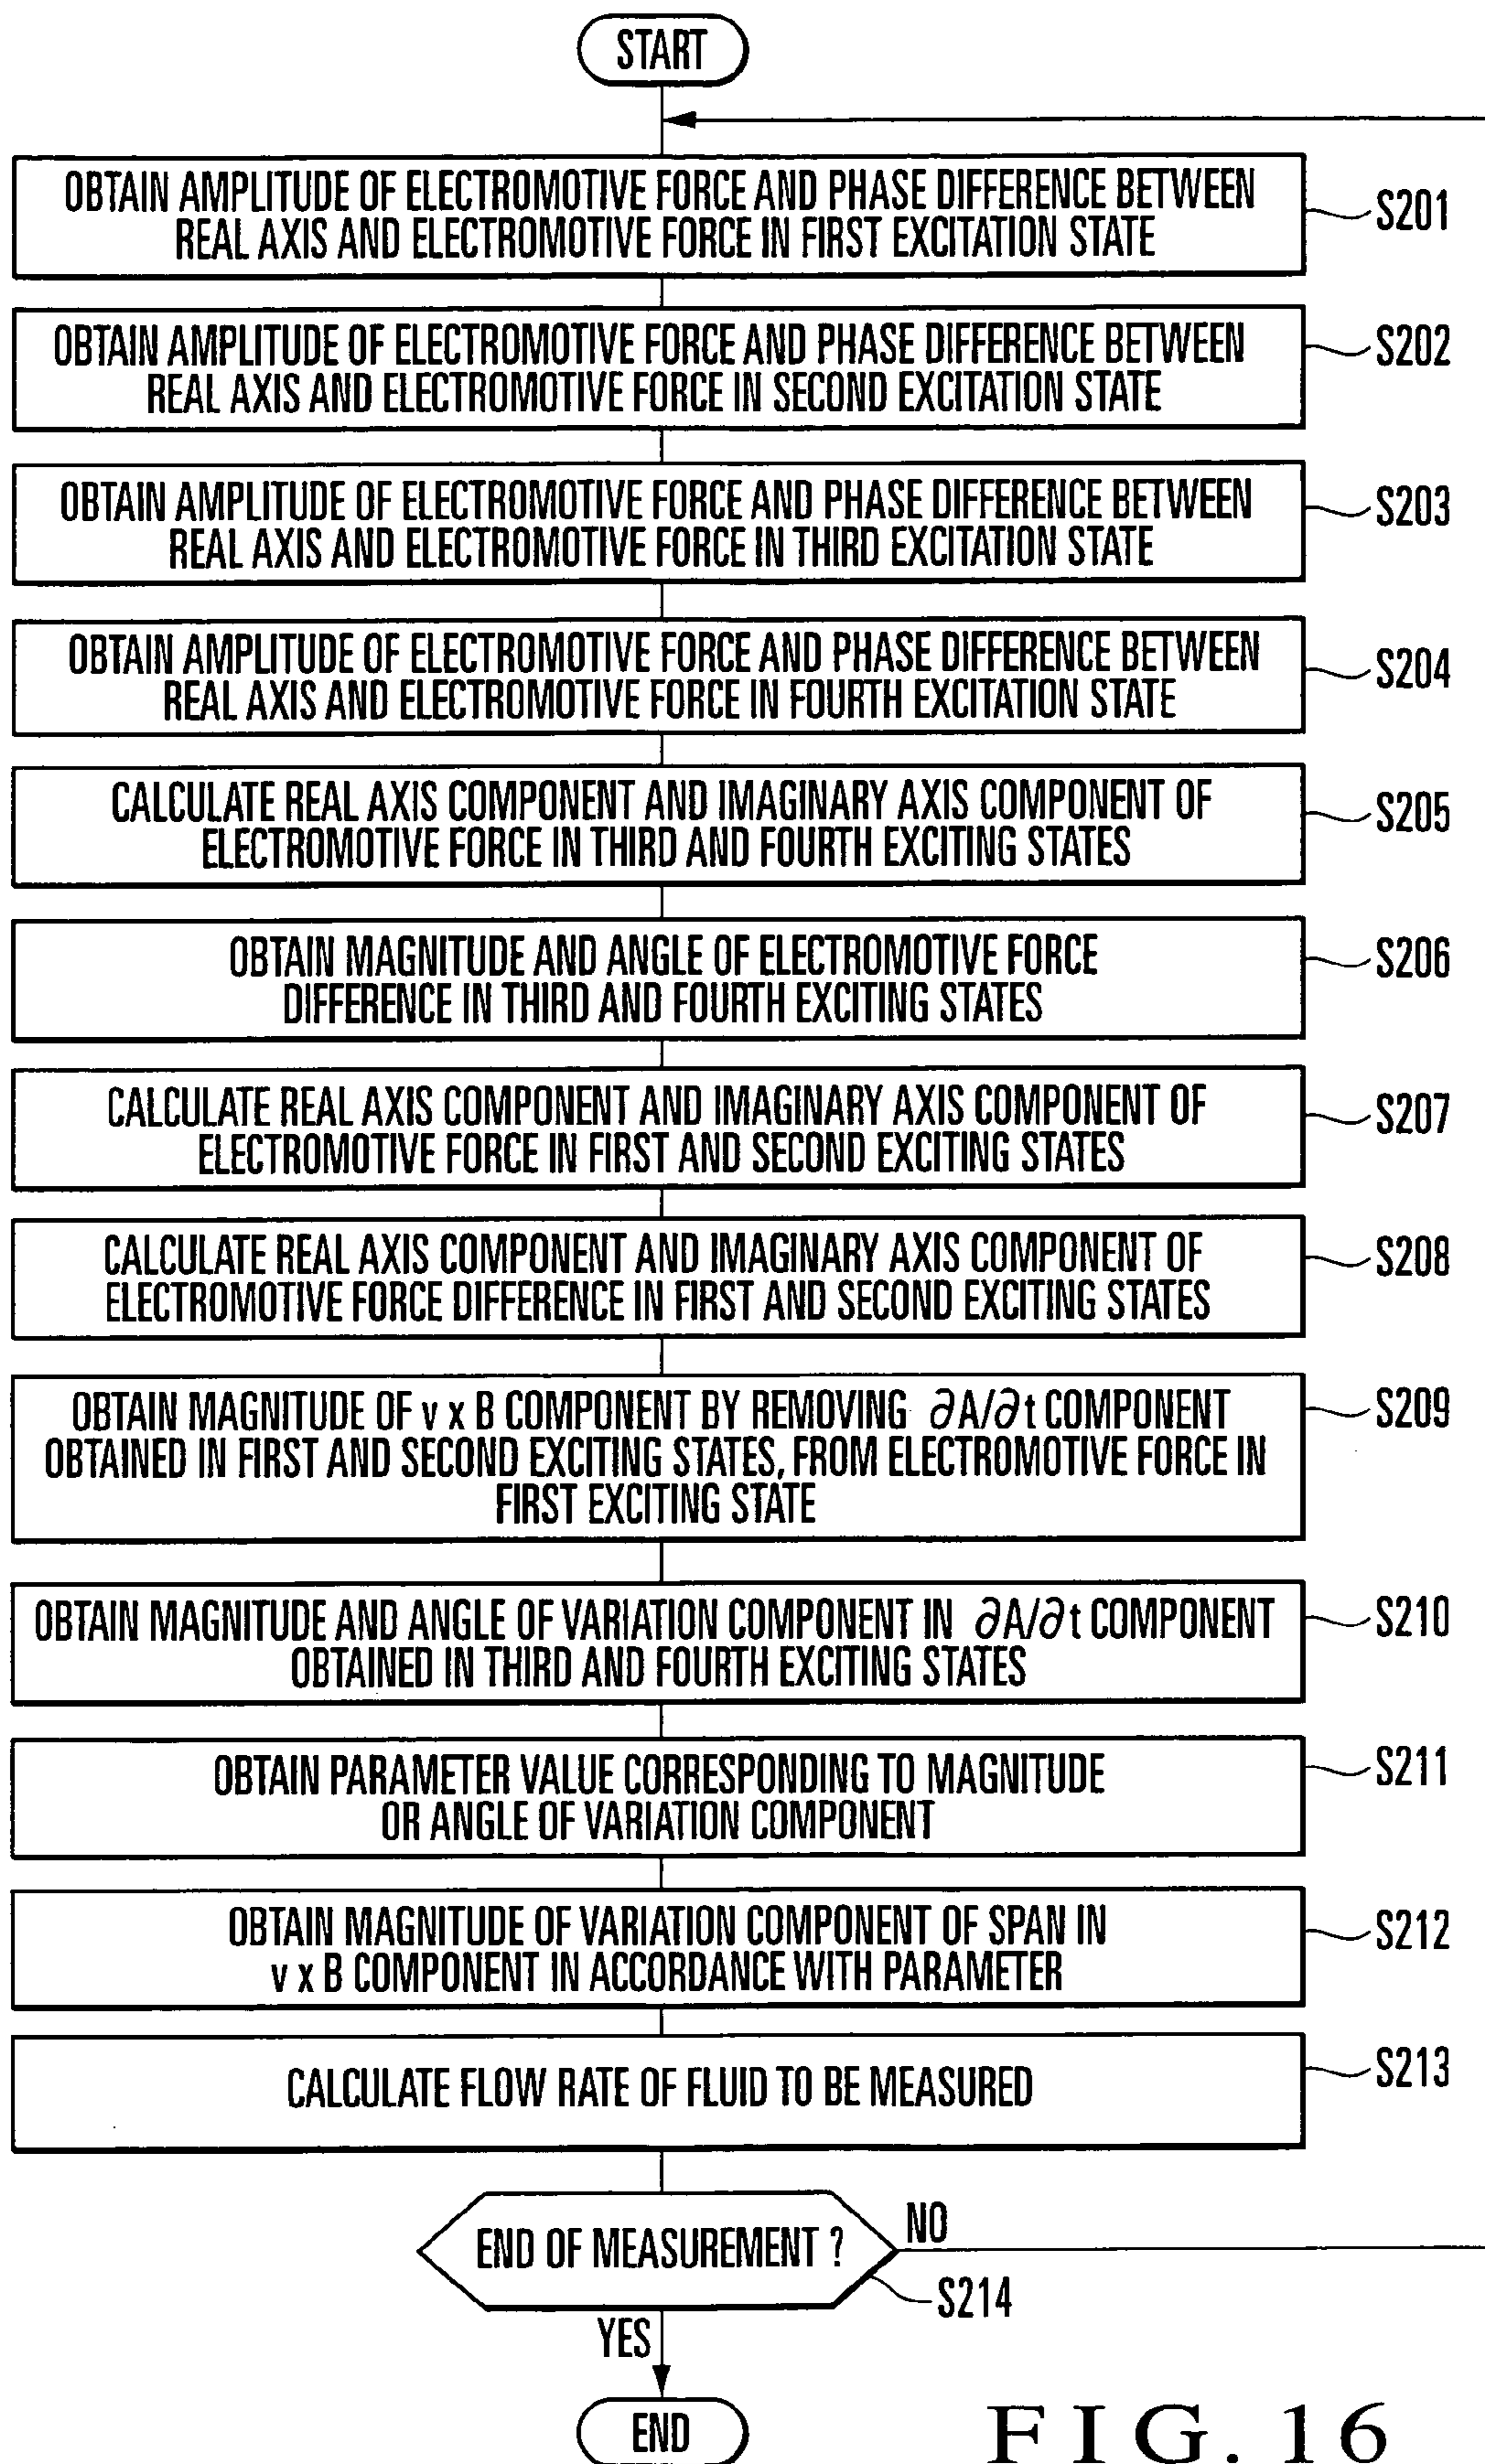 START
OBTAIN AMPLITUDE OF ELECTROMOTIVE FORCE AND PHASE DIFFERENCE BETWEEN
REAL AXIS AND ELECTROMOTIVE FORCE IN FIRST EXCITATION STATE
S201
OBTAIN AMPLITUDE OF ELECTROMOTIVE FORCE AND PHASE DIFFERENCE BETWEEN
REAL AXIS AND ELECTROMOTIVE FORCE IN SECOND EXCITATION STATE
S202
OBTAIN AMPLITUDE OF ELECTROMOTIVE FORCE AND PHASE DIFFERENCE BETWEEN
REAL AXIS AND ELECTROMOTIVE FORCE IN THIRD EXCITATION STATE
S203
OBTAIN AMPLITUDE OF ELECTROMOTIVE FORCE AND PHASE DIFFERENCE BETWEEN
REAL AXIS AND ELECTROMOTIVE FORCE IN FOURTH EXCITATION STATE
S204
CALCULATE REAL AXIS COMPONENT AND IMAGINARY AXIS COMPONENT OF
ELECTROMOTIVE FORCE IN THIRD AND FOURTH EXCITING STATES
S205
OBTAIN MAGNITUDE AND ANGLE OF ELECTROMOTIVE FORCE
DIFFERENCE IN THIRD AND FOURTH EXCITING STATES
S206
CALCULATE REAL AXIS COMPONENT AND IMAGINARY AXIS COMPONENT OF
ELECTROMOTIVE FORCE IN FIRST AND SECOND EXCITING STATES
S207
CALCULATE REAL AXIS COMPONENT AND IMAGINARY AXIS COMPONENT OF
ELECTROMOTIVE FORCE DIFFERENCE IN FIRST AND SECOND EXCITING STATES
S208
OBTAIN MAGNITUDE OF v x B COMPONENT BY REMOVING ∂A/∂t COMPONENT
OBTAINED IN FIRST AND SECOND EXCITING STATES, FROM ELECTROMOTIVE FORCE IN
FIRST EXCITING STATE
S209
OBTAIN MAGNITUDE AND ANGLE OF VARIATION COMPONENT IN ∂A/∂t COMPONENT
OBTAINED IN THIRD AND FOURTH EXCITING STATES
S210
OBTAIN PARAMETER VALUE CORRESPONDING TO MAGNITUDE
OR ANGLE OF VARIATION COMPONENT
S211
OBTAIN MAGNITUDE OF VARIATION COMPONENT OF SPAN IN
v x B COMPONENT IN ACCORDANCE WITH PARAMETER
S212
CALCULATE FLOW RATE OF FLUID TO BE MEASURED
S213
END OF MEASUREMENT ?
NO
S214
YES
END
FIG. 16